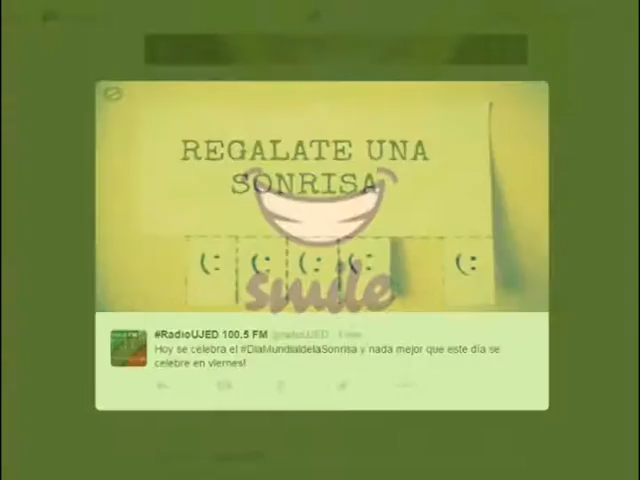 REGALATE UNA
SONRISA
(: (: (: (: (:
smile
#RadioUJED 100.5 FM @radioUJED
Hoy se celebra el #DiaMundialdelaSonrisa y nada mejor que este día se
celebre en viernes!